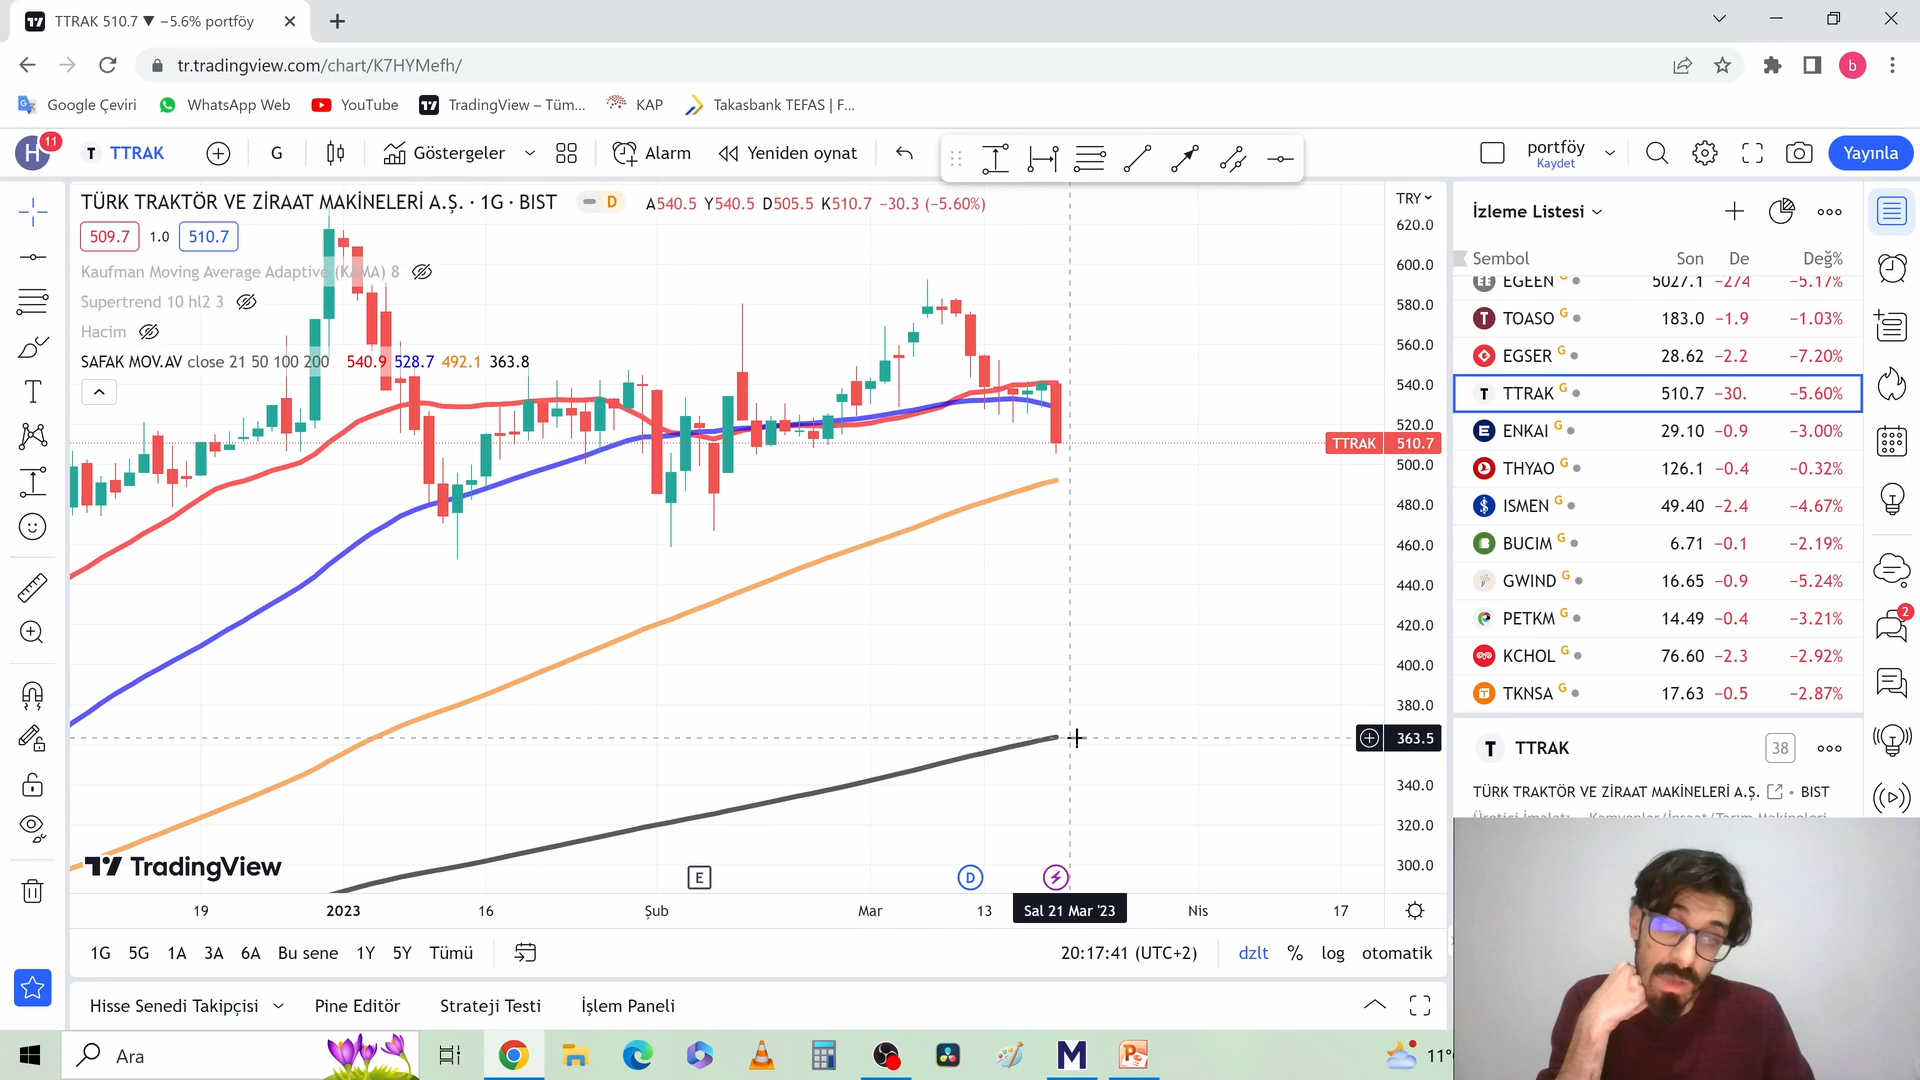 TTRAK 510.7 ▼ −5.6% portföy
tr.tradingview.com/chart/K7HYMefh/
b
Google Çeviri
WhatsApp Web
YouTube
TradingView – Tüm...
KAP
Takasbank TEFAS | F...
H
11
T TTRAK
G
Göstergeler
Alarm
Yeniden oynat
portföy
Kaydet
Yayınla
TÜRK TRAKTÖR VE ZİRAAT MAKİNELERİ A.Ş. · 1G · BIST
D
A540.5 Y540.5 D505.5 K510.7 −30.3 (−5.60%)
509.7 1.0 510.7
Kaufman Moving Average Adaptive (KAMA) 8
Supertrend 10 hl2 3
Hacim
SAFAK MOV.AV close 21 50 100 200 540.9 528.7 492.1 363.8
TRY
620.0
600.0
580.0
560.0
540.0
520.0
TTRAK 510.7
500.0
480.0
460.0
440.0
420.0
400.0
380.0
363.5
340.0
320.0
300.0
TradingView
E
D
19
2023
16
Şub
Mar
13
Sal 21 Mar '23
Nis
17
1G 5G 1A 3A 6A Bu sene 1Y 5Y Tümü
20:17:41 (UTC+2)
dzlt % log otomatik
Hisse Senedi Takipçisi
Pine Editör
Strateji Testi
İşlem Paneli
İzleme Listesi
Sembol Son De Değ%
EGEEN G 5027.1 −274 −5.17%
TOASO G 183.0 −1.9 −1.03%
EGSER G 28.62 −2.2 −7.20%
TTRAK G 510.7 −30. −5.60%
ENKAI G 29.10 −0.9 −3.00%
THYAO G 126.1 −0.4 −0.32%
ISMEN G 49.40 −2.4 −4.67%
BUCIM G 6.71 −0.1 −2.19%
GWIND G 16.65 −0.9 −5.24%
PETKM G 14.49 −0.4 −3.21%
KCHOL G 76.60 −2.3 −2.92%
TKNSA G 17.63 −0.5 −2.87%
T TTRAK
38
TÜRK TRAKTÖR VE ZİRAAT MAKİNELERİ A.Ş. • BIST
2
Ara
11°